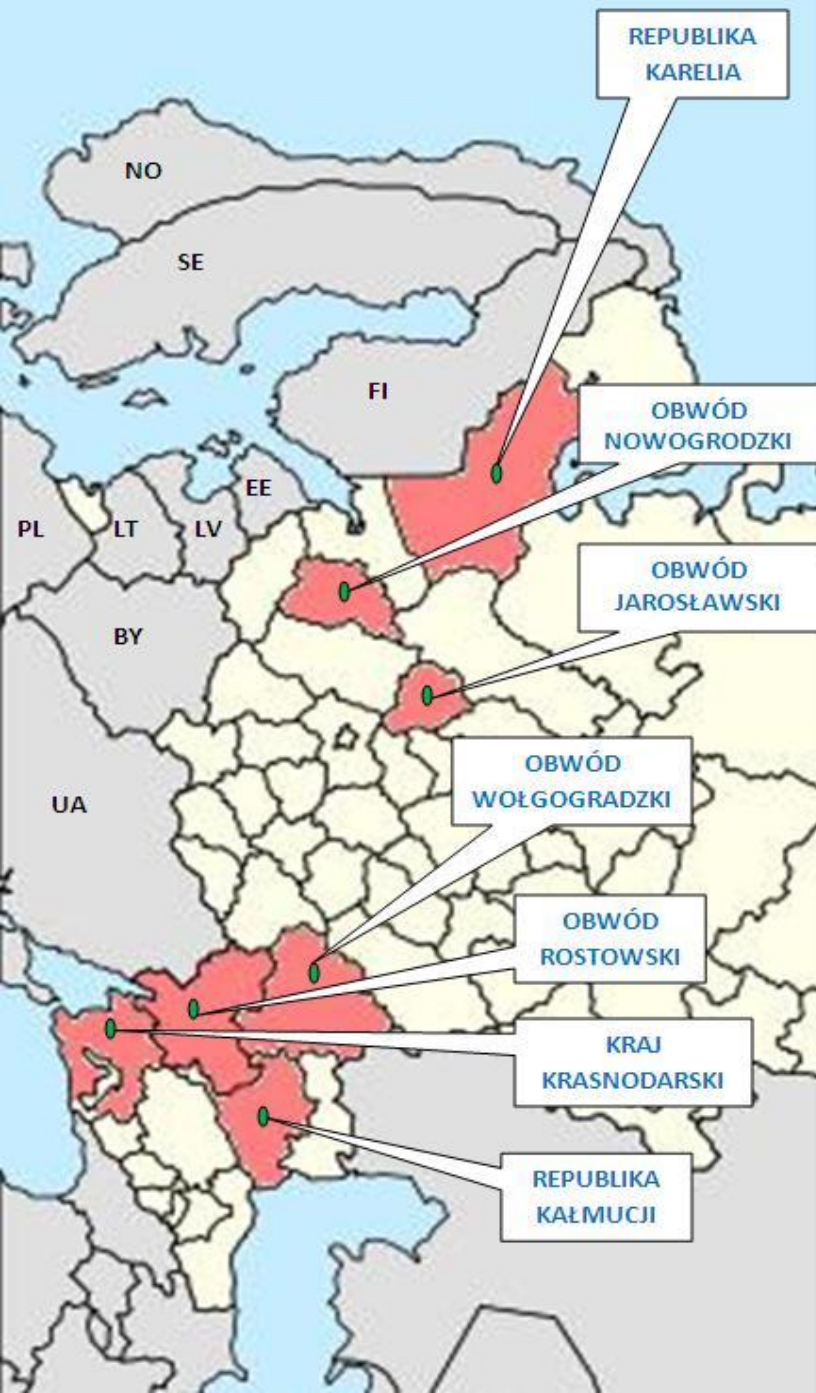 REPUBLIKA
KARELIA
NO
SE
FI
OBWÓD
NOWOGRODZKI
EE
PL
LT
LV
OBWÓD
JAROSŁAWSKI
BY
OBWÓD
WOŁGOGRADZKI
UA
OBWÓD
ROSTOWSKI
KRAJ
KRASNODARSKI
REPUBLIKA
KAŁMUCJI